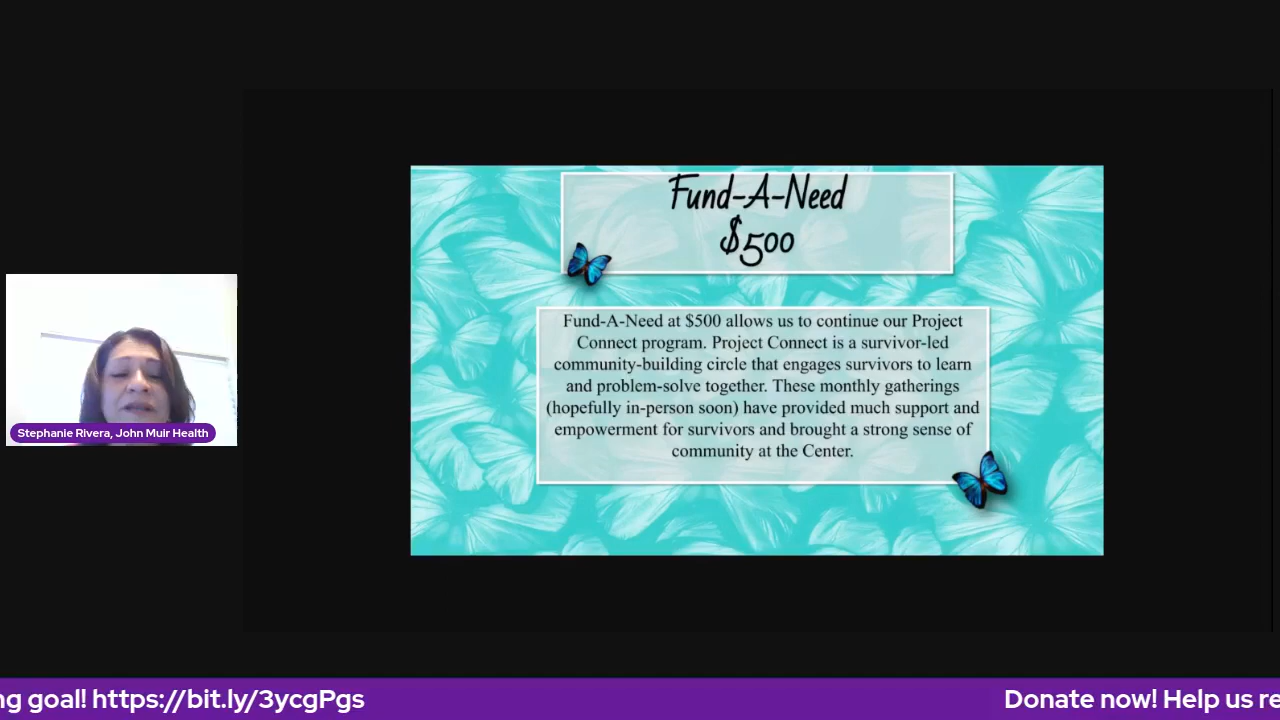 Fund-A-Need
$500
Fund-A-Need at $500 allows us to continue our Project
Connect program. Project Connect is a survivor-led
community-building circle that engages survivors to learn
and problem-solve together. These monthly gatherings
(hopefully in-person soon) have provided much support and
empowerment for survivors and brought a strong sense of
community at the Center.
Stephanie Rivera, John Muir Health
ng goal! https://bit.ly/3ycgPgs
Donate now! Help us re